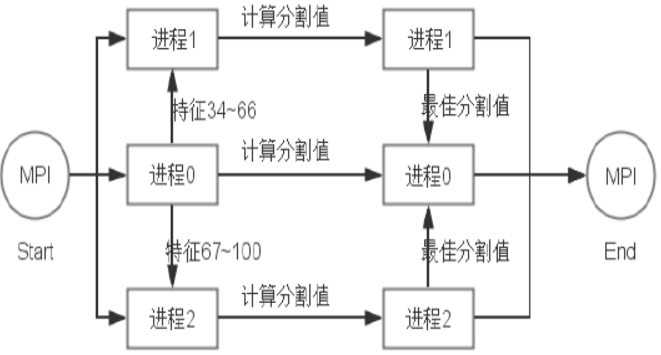 计算分割值
进程1
进程1
特征34~66
最佳分割值
计算分割值
MPI
进程0
进程0
MPI
Start
特征67~100
最佳分割值
End
计算分割值
进程2
进程2